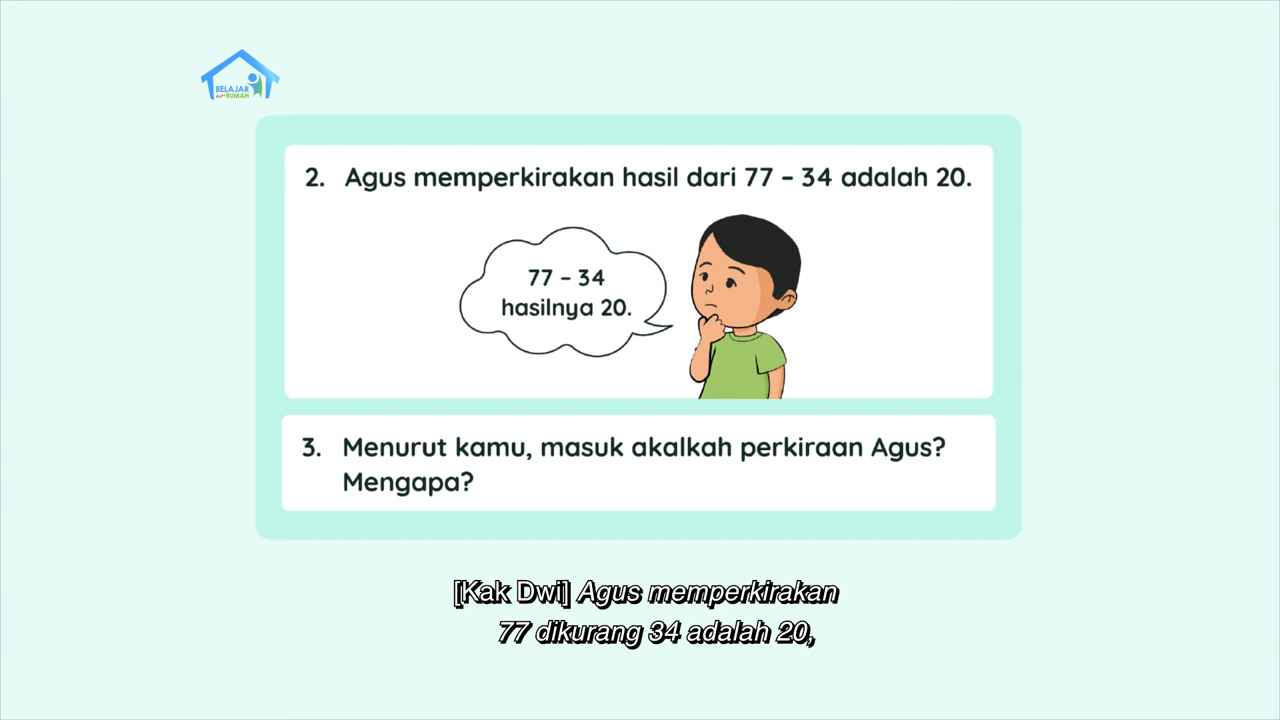 BELAJAR
dari RUMAH
2. Agus memperkirakan hasil dari 77 – 34 adalah 20.
77 – 34
hasilnya 20.
3. Menurut kamu, masuk akalkah perkiraan Agus?
Mengapa?
[Kak Dwi] Agus memperkirakan
77 dikurang 34 adalah 20,